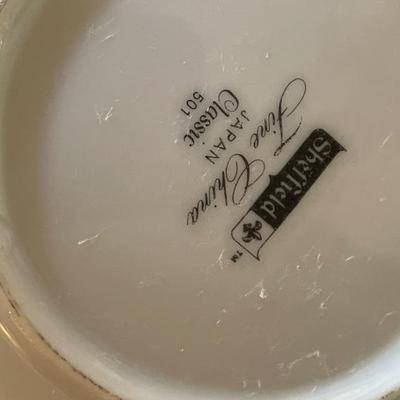 Sheffield
™
Fine China
JAPAN
Classic
501